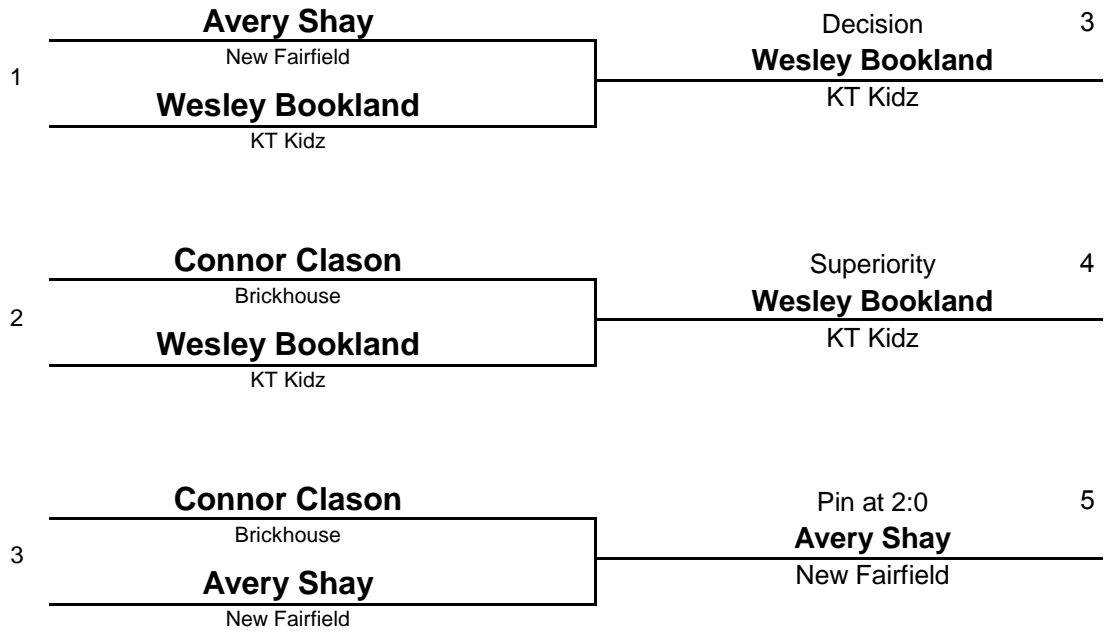 Avery Shay
New Fairfield
1
Wesley Bookland
KT Kidz
Decision 3
Wesley Bookland
KT Kidz
Connor Clason
Brickhouse
2
Wesley Bookland
KT Kidz
Superiority 4
Wesley Bookland
KT Kidz
Connor Clason
Brickhouse
3
Avery Shay
New Fairfield
Pin at 2:0 5
Avery Shay
New Fairfield